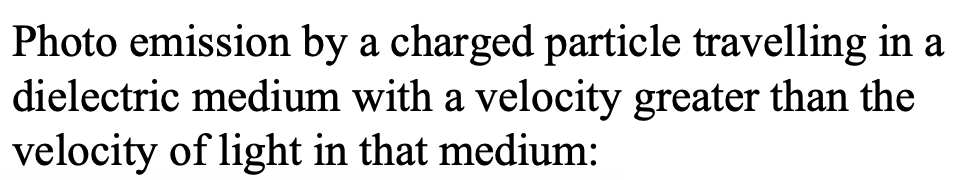 Photo emission by a charged particle travelling in a
dielectric medium with a velocity greater than the
velocity of light in that medium: